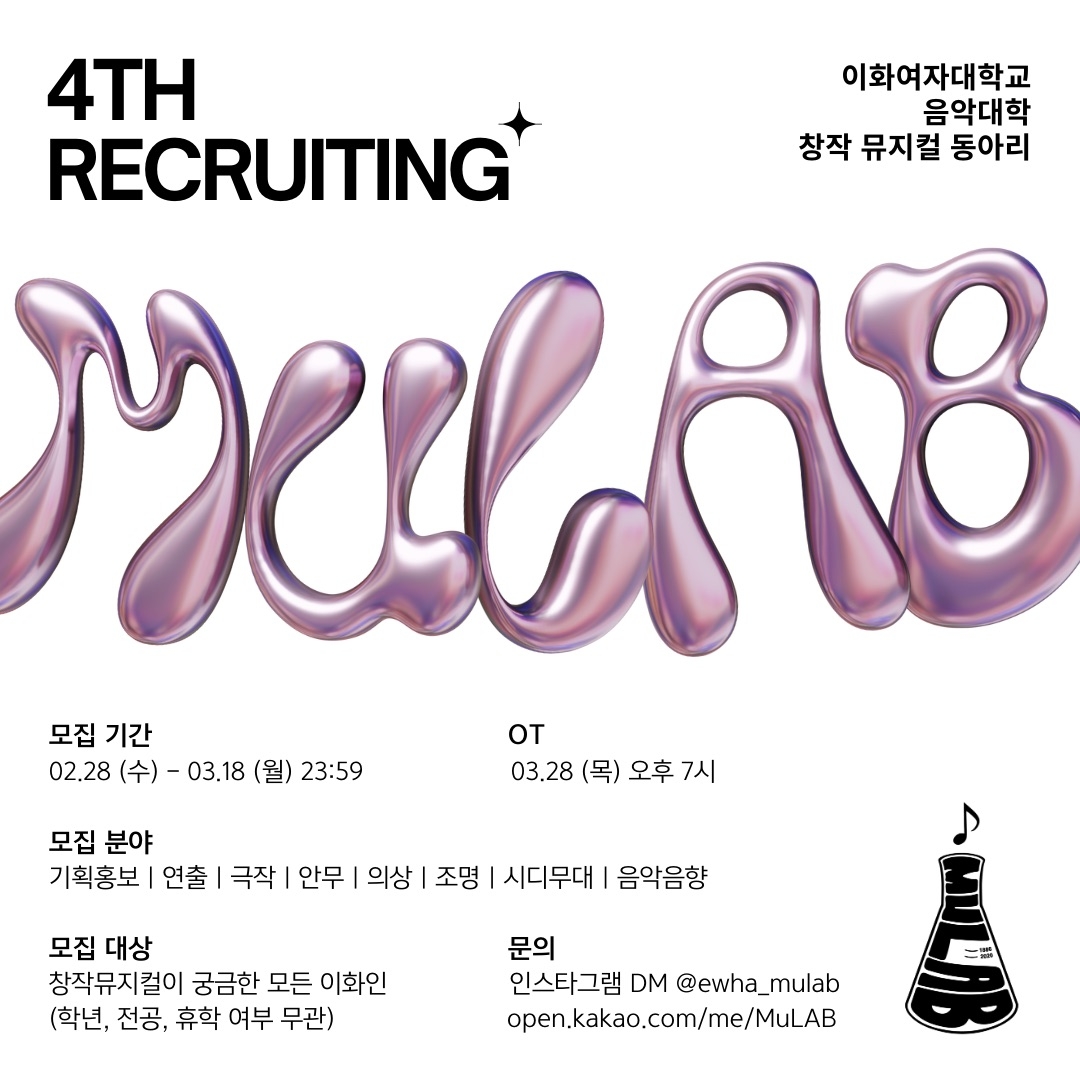 4TH
RECRUITING
이화여자대학교
음악대학
창작 뮤지컬 동아리
MuLAB
모집 기간
02.28 (수) – 03.18 (월) 23:59
OT
03.28 (목) 오후 7시
모집 분야
기획홍보 | 연출 | 극작 | 안무 | 의상 | 조명 | 시디무대 | 음악음향
모집 대상
창작뮤지컬이 궁금한 모든 이화인
(학년, 전공, 휴학 여부 무관)
문의
인스타그램 DM @ewha_mulab
open.kakao.com/me/MuLAB
MULAB
1886
2020